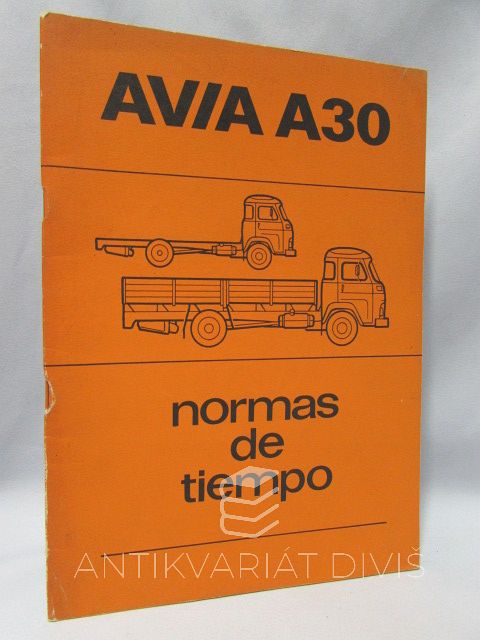 AVIA A30
normas
de
tiempo
ANTIKVARIÁT DIVIŠ